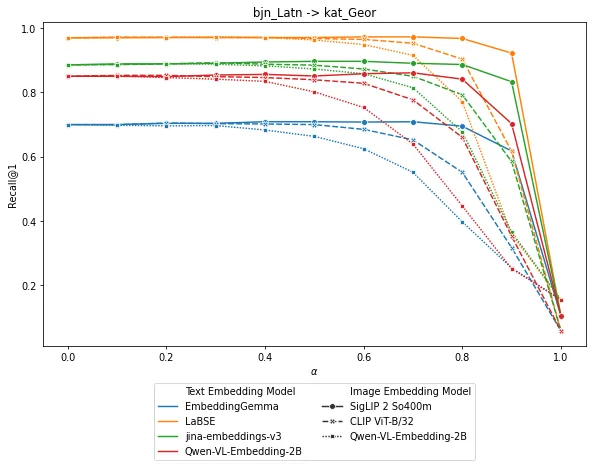 bjn_Latn -> kat_Geor
1.0
0.8
0.6
0.4
0.2
Recall@1
0.0 0.2 0.4 0.6 0.8 1.0
α
Text Embedding Model Image Embedding Model
EmbeddingGemma SigLIP 2 So400m
LaBSE CLIP ViT-B/32
jina-embeddings-v3 Qwen-VL-Embedding-2B
Qwen-VL-Embedding-2B